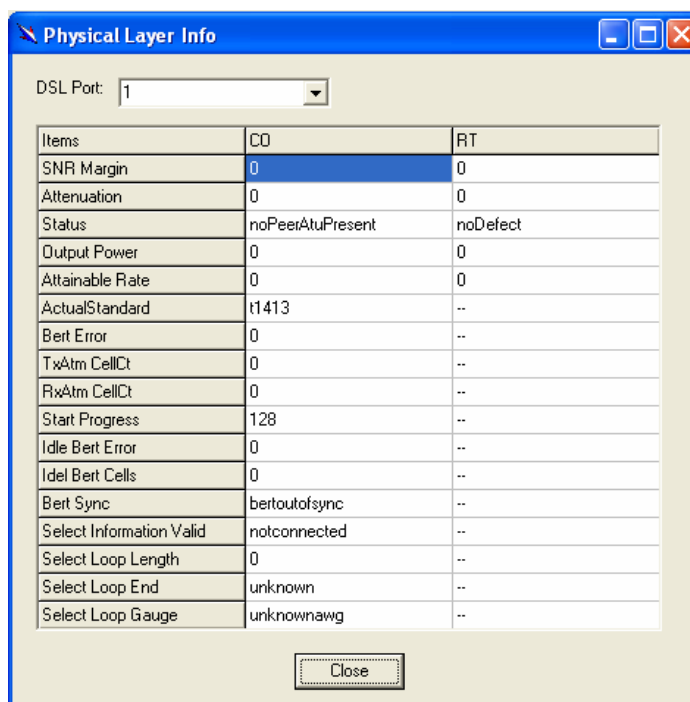 Physical Layer Info
DSL Port: 1
Items CO RT
SNR Margin 0 0
Attenuation 0 0
Status noPeerAtuPresent noDefect
Output Power 0 0
Attainable Rate 0 0
ActualStandard t1413 --
Bert Error 0 --
TxAtm CellCt 0 --
RxAtm CellCt 0 --
Start Progress 128 --
Idle Bert Error 0 --
Idel Bert Cells 0 --
Bert Sync bertoutofsync --
Select Information Valid notconnected --
Select Loop Length 0 --
Select Loop End unknown --
Select Loop Gauge unknownawg --
Close